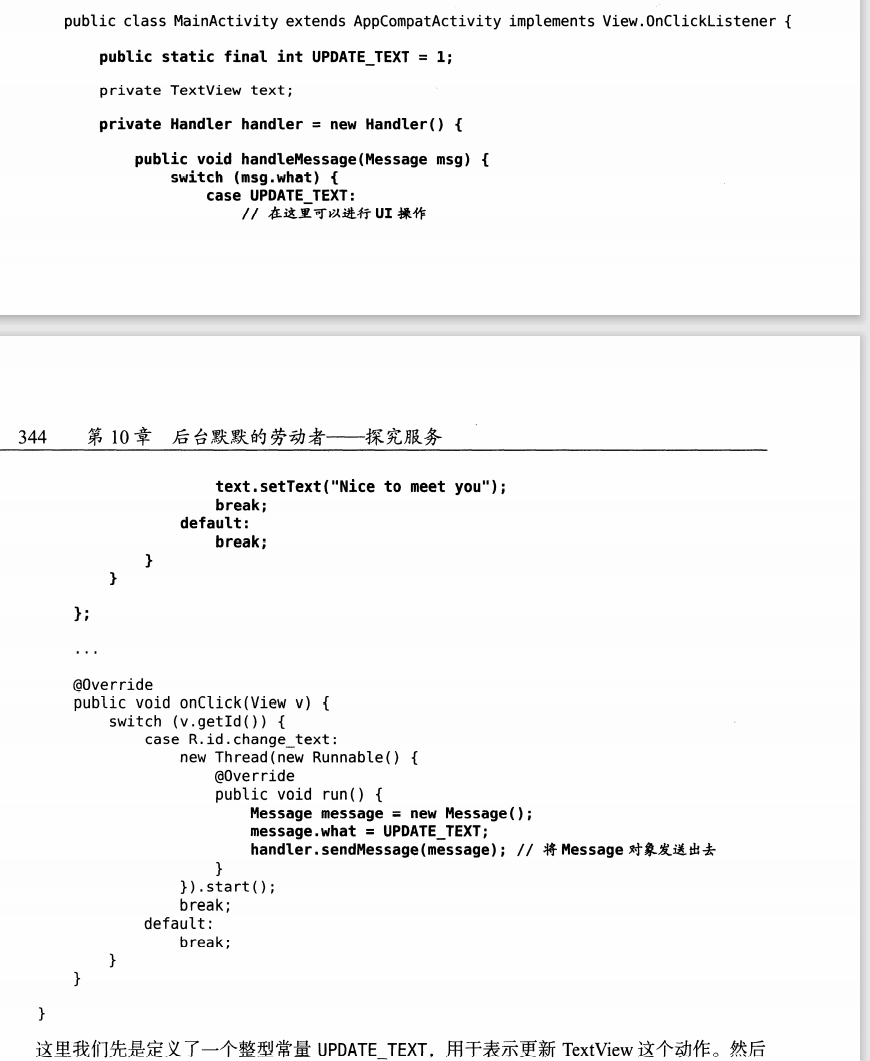 public class MainActivity extends AppCompatActivity implements View.OnClickListener {
public static final int UPDATE_TEXT = 1;
private TextView text;
private Handler handler = new Handler() {
public void handleMessage(Message msg) {
switch (msg.what) {
case UPDATE_TEXT:
// 在这里可以进行 UI 操作
344 第 10 章 后台默默的劳动者——探究服务
text.setText("Nice to meet you");
break;
default:
break;
}
}
};
...
@Override
public void onClick(View v) {
switch (v.getId()) {
case R.id.change_text:
new Thread(new Runnable() {
@Override
public void run() {
Message message = new Message();
message.what = UPDATE_TEXT;
handler.sendMessage(message); // 将 Message 对象发送出去
}
}).start();
break;
default:
break;
}
}
}
这里我们先是定义了一个整型常量 UPDATE_TEXT，用于表示更新 TextView 这个动作。然后